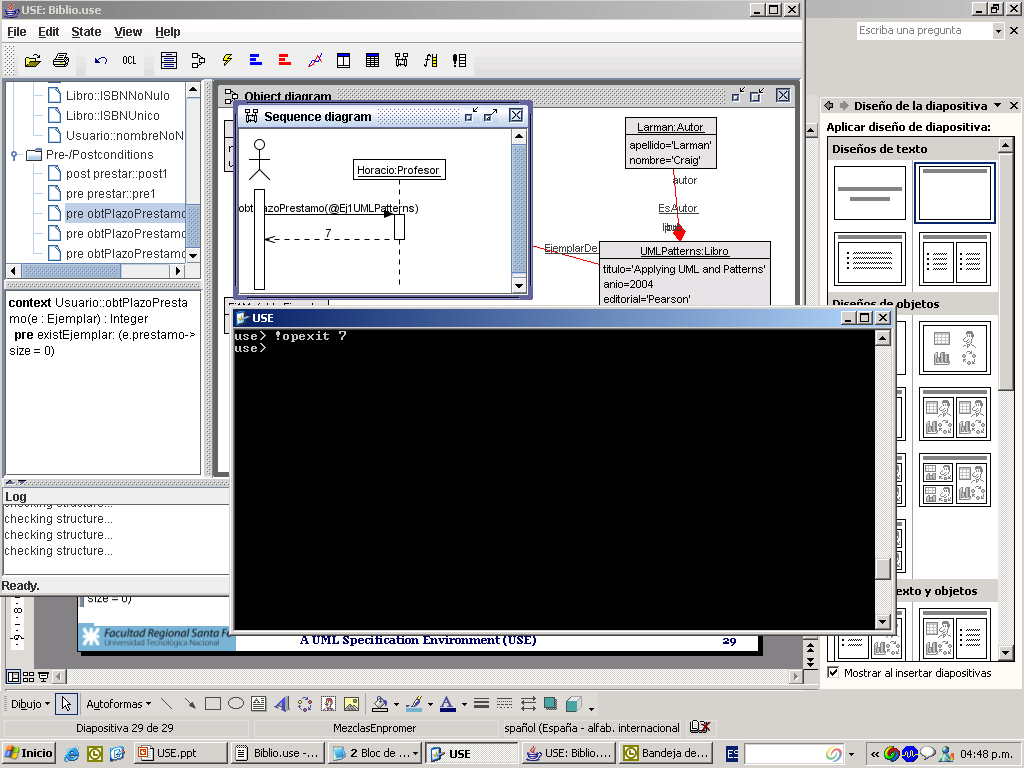 USE: Biblio.use
File Edit State View Help
OCL
Libro::ISBNNoNulo
Libro::ISBNUnico
Usuario::nombreNoN
Pre-/Postconditions
post prestar::post1
pre prestar::pre1
pre obtPlazoPrestamo
pre obtPlazoPrestamo
pre obtPlazoPrestamo
context Usuario::obtPlazoPresta
mo(e : Ejemplar) : Integer
pre existEjemplar: (e.prestamo->
size = 0)
Log
checking structure...
checking structure...
checking structure...
checking structure...
Ready.
Object diagram
Sequence diagram
Horacio:Profesor
obtPlazoPrestamo(@Ej1UMLPatterns)
7
Larman:Autor
apellido='Larman'
nombre='Craig'
autor
EsAutor
EjemplarDe
UMLPatterns:Libro
titulo='Applying UML and Patterns'
anio=2004
editorial='Pearson'
USE
use> !opexit 7
use>
Escriba una pregunta
Diseño de la diapositiva
Aplicar diseño de diapositiva:
Diseños de texto
Diseños de objetos
exto y objetos
Mostrar al insertar diapositivas
size = 0)
Facultad Regional Santa F
Universidad Tecnológica Nacional
A UML Specification Environment (USE)
29
8
9
Dibujo
Autoformas
Diapositiva 29 de 29
MezclasEnpromer
spañol (España - alfab. internacional
Inicio
USE.ppt
Biblio.use -...
2 Bloc de ...
USE
USE: Biblio....
Bandeja de...
ES
04:48 p.m.